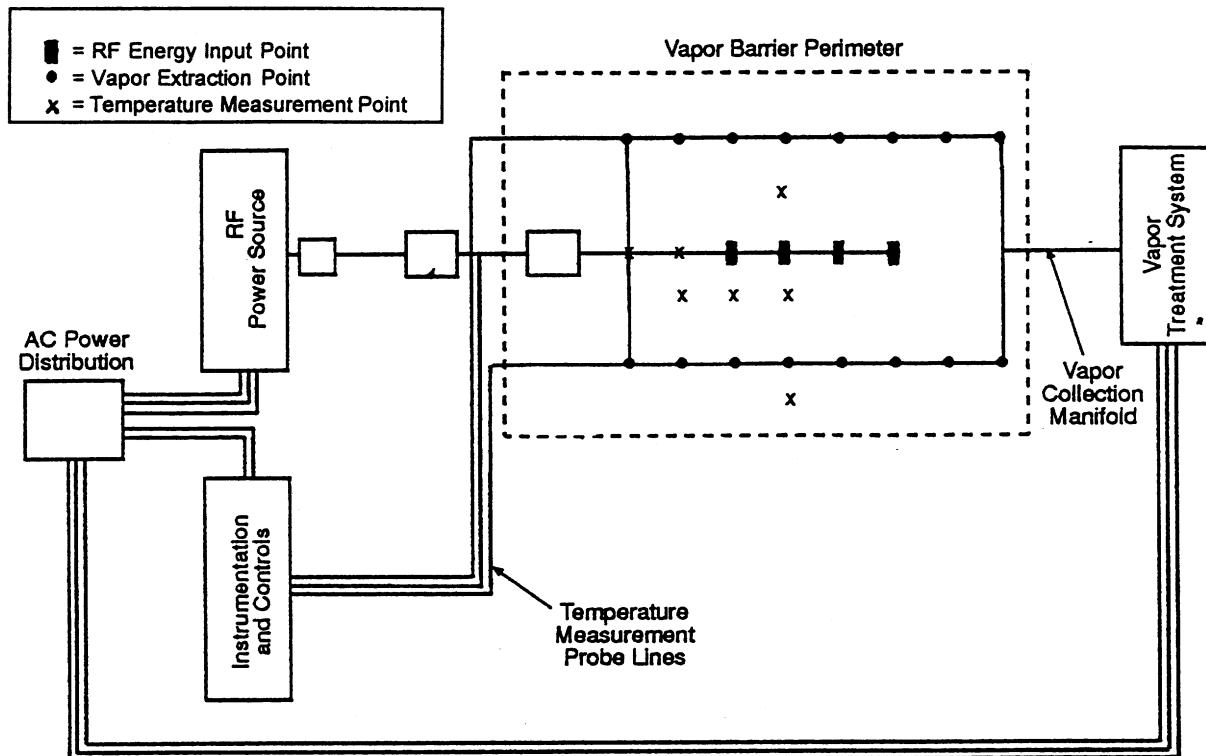 = RF Energy Input Point
= Vapor Extraction Point
x = Temperature Measurement Point
Vapor Barrier Perimeter
RF
Power Source
AC Power
Distribution
Instrumentation
and Controls
Temperature
Measurement
Probe Lines
Vapor
Collection
Manifold
Vapor
Treatment System
x
x
x
x
x
x
x